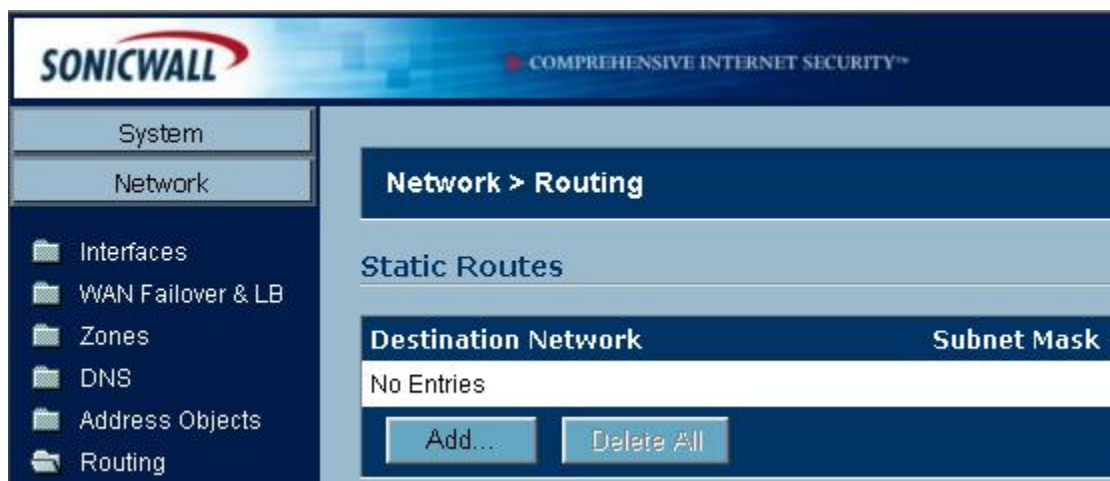 SONICWALL
COMPREHENSIVE INTERNET SECURITY™
System
Network
Interfaces
WAN Failover & LB
Zones
DNS
Address Objects
Routing
Network > Routing
Static Routes
Destination Network Subnet Mask
No Entries
Add... Delete All